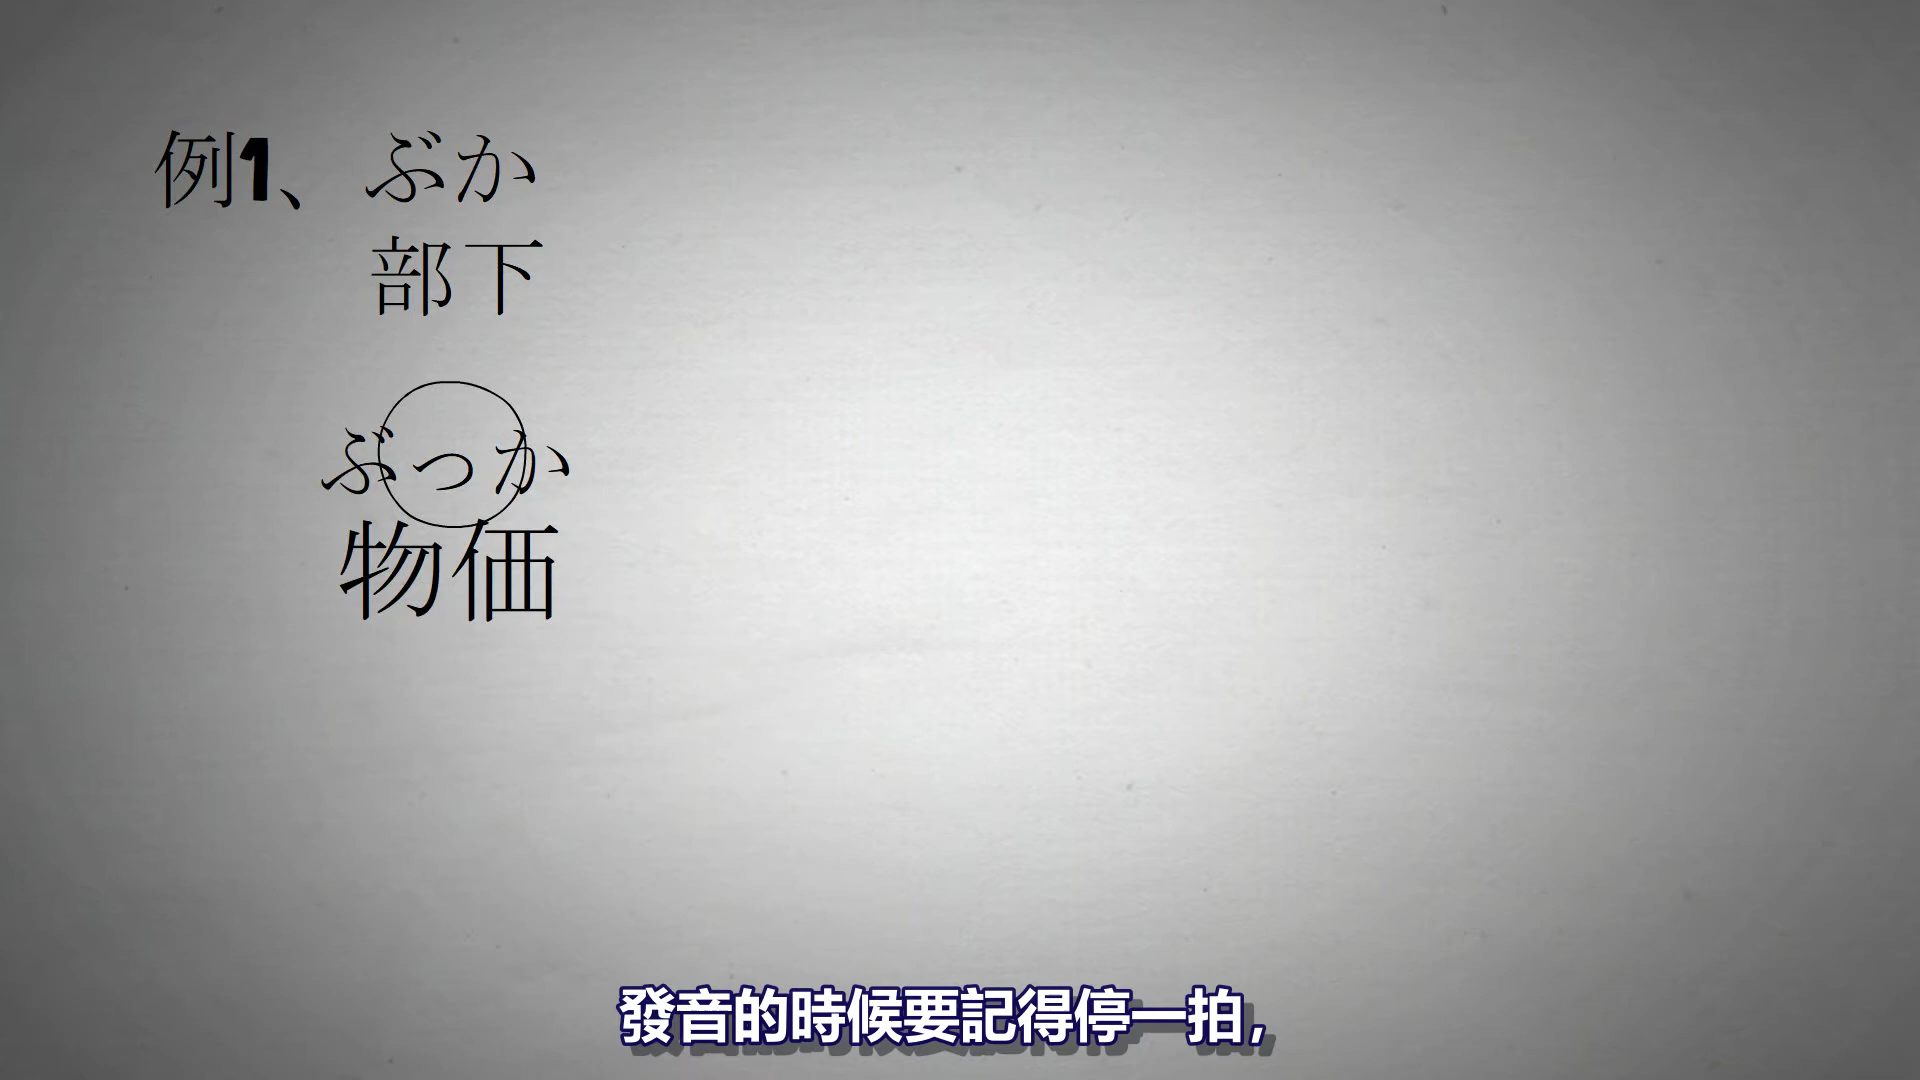 例1、ぶか
部下
ぶっか
物価
發音的時候要記得停一拍,